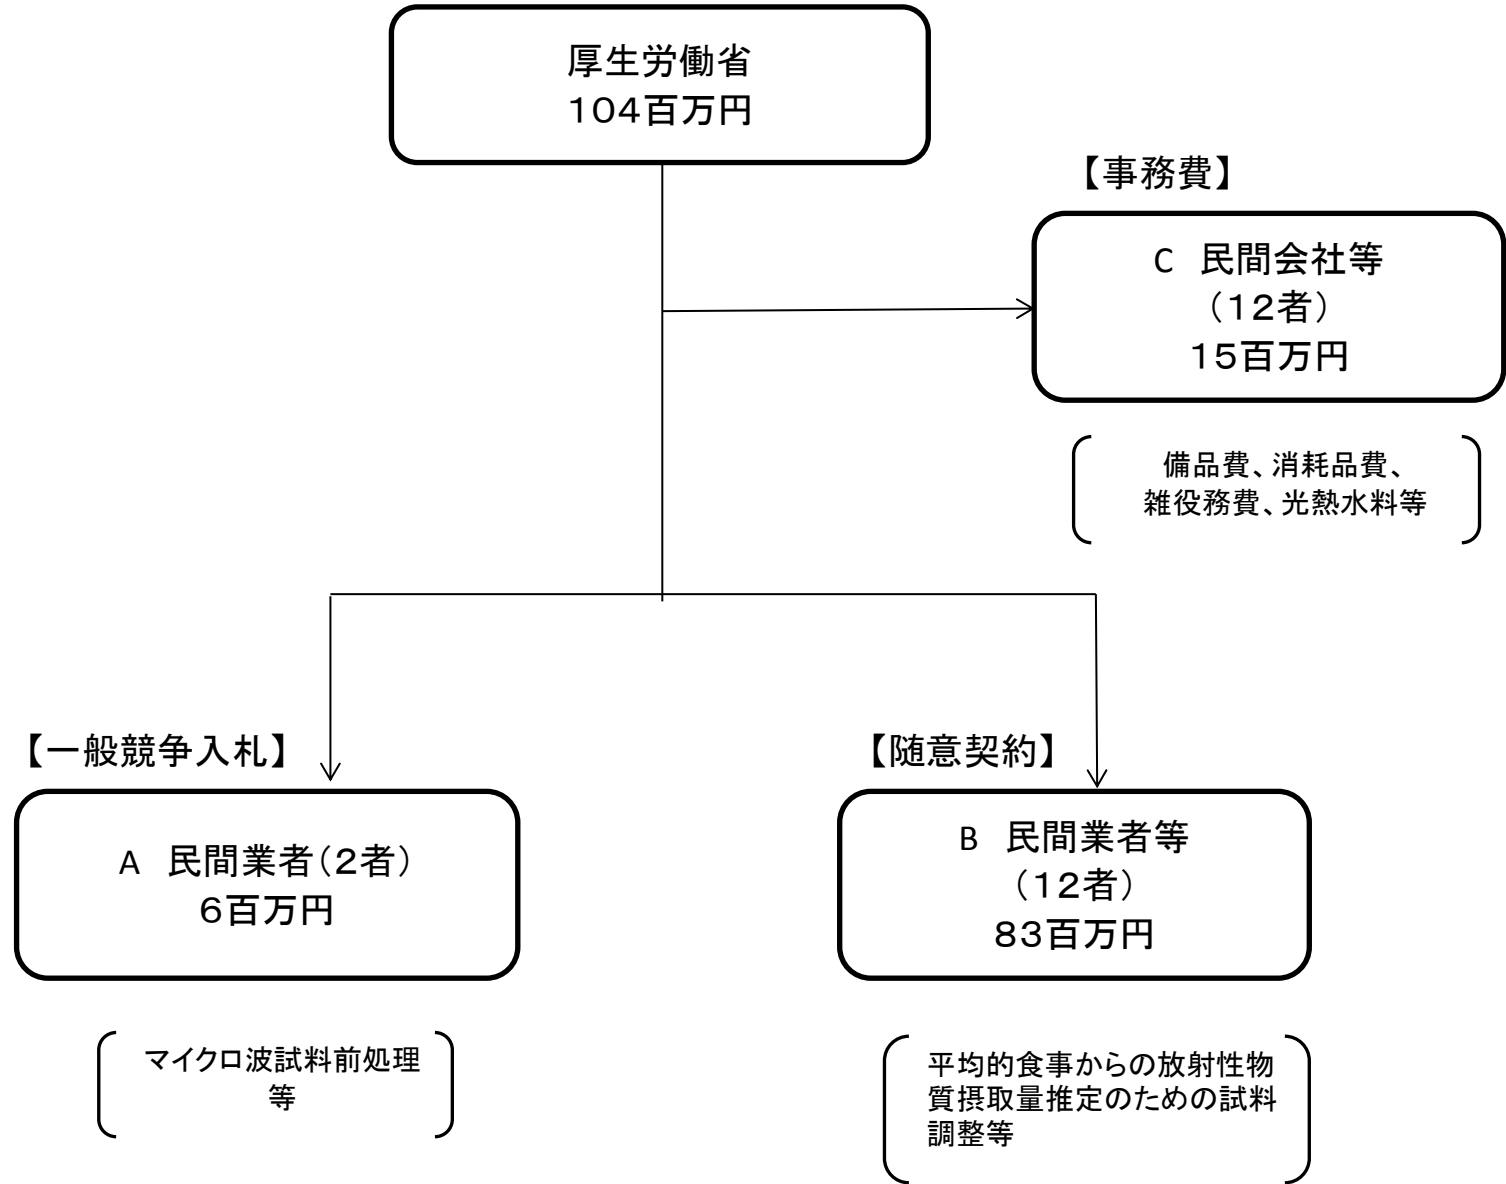 厚生労働省
104百万円
【事務費】
C　民間会社等
（12者）
15百万円
備品費、消耗品費、
雑役務費、光熱水料等
【一般競争入札】
A　民間業者（2者）
6百万円
マイクロ波試料前処理
等
【随意契約】
B　民間業者等
（12者）
83百万円
平均的食事からの放射性物
質摂取量推定のための試料
調整等